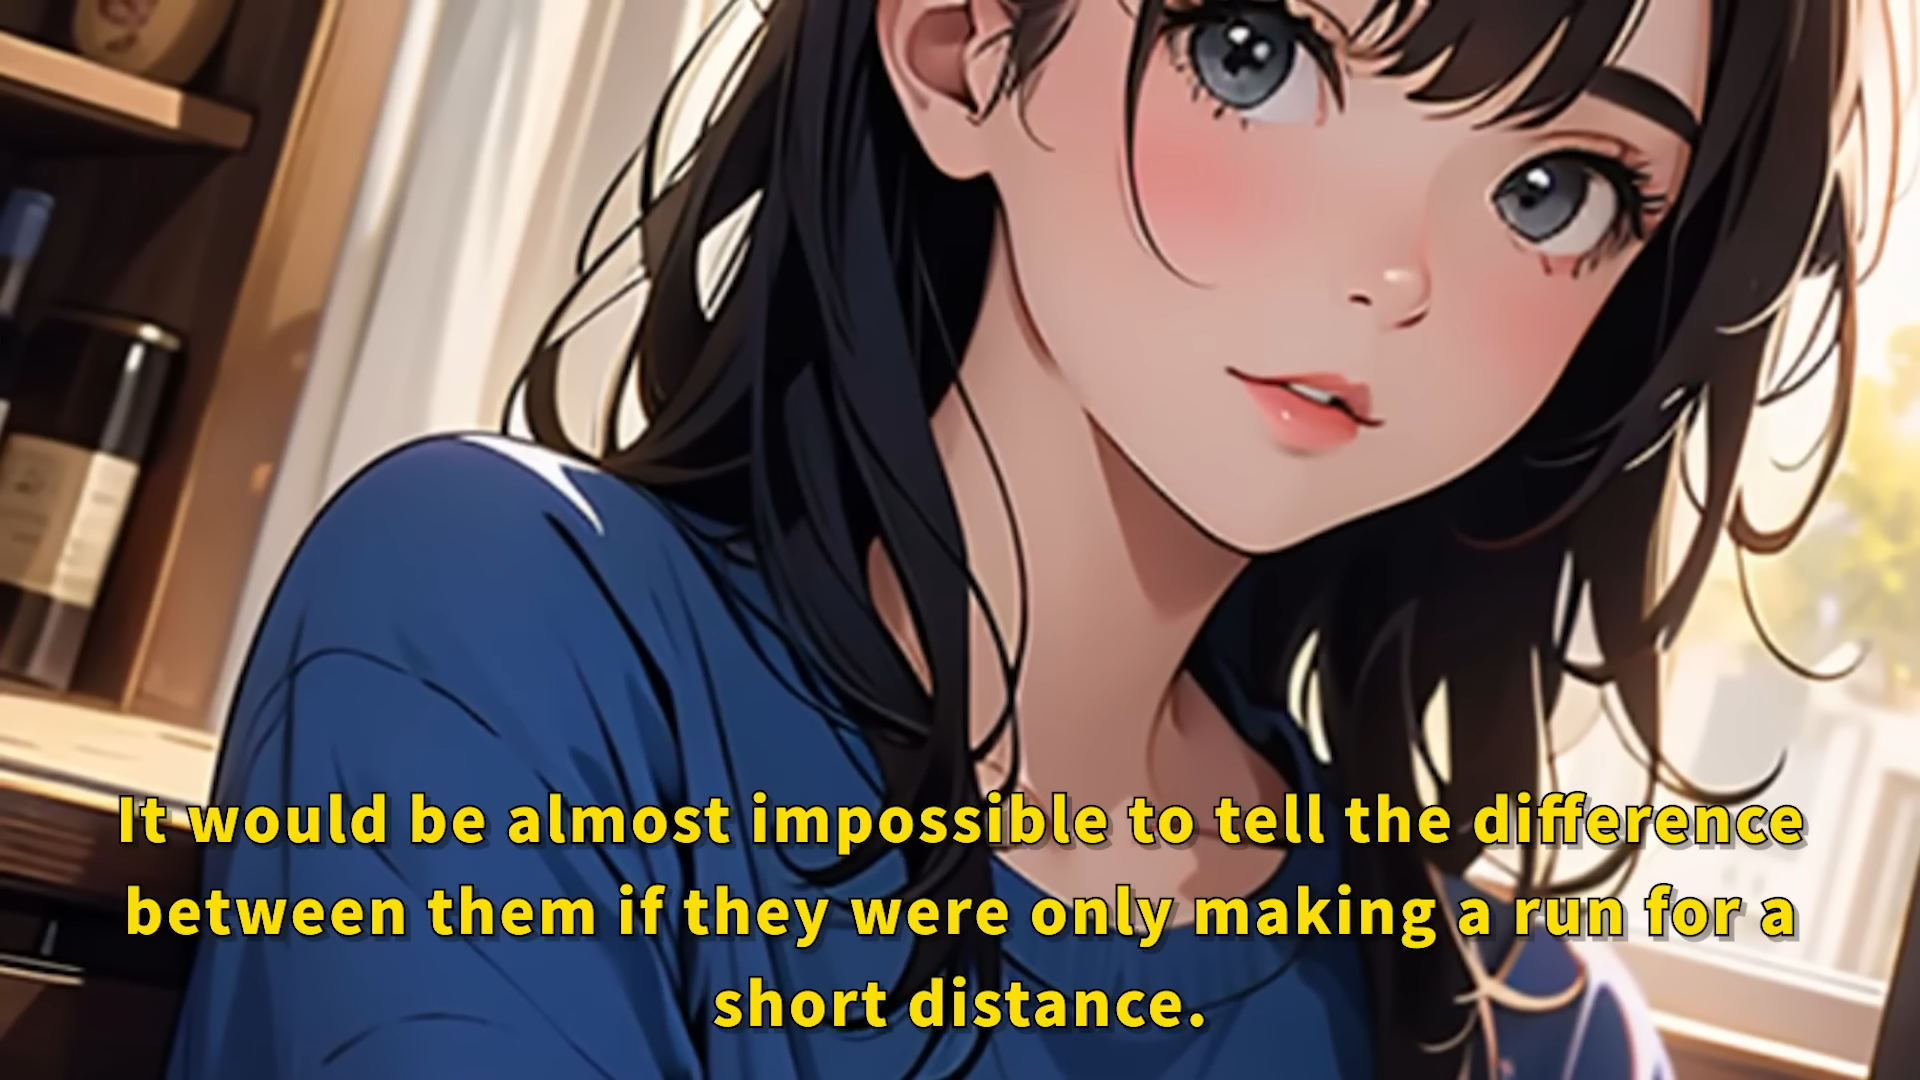 It would be almost impossible to tell the difference
between them if they were only making a run for a
short distance.